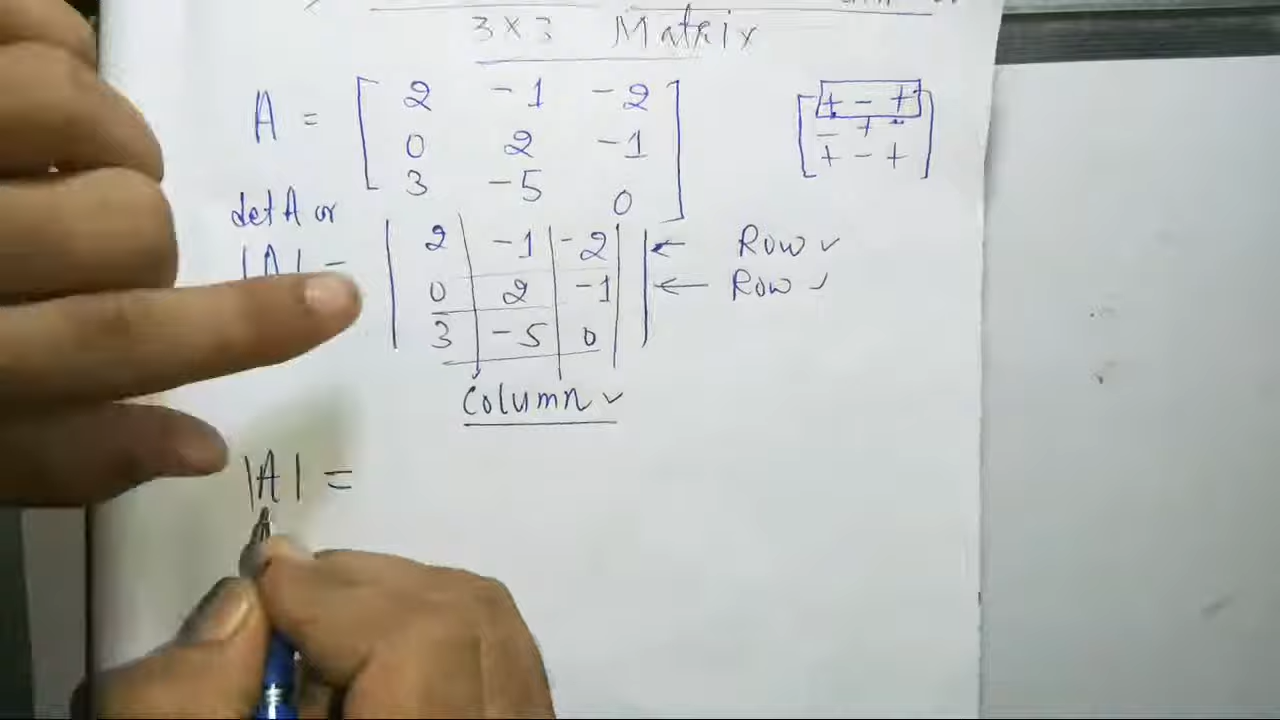 3×3 Matrix
A = [ 2 -1 -2
0 2 -1
3 -5 0 ]
[ + - +
- + -
+ - + ]
det A or
|A| = | 2 -1 -2 | ← Row ✓
0 2 -1 ← Row ✓
3 -5 0
Column ✓
|A| =